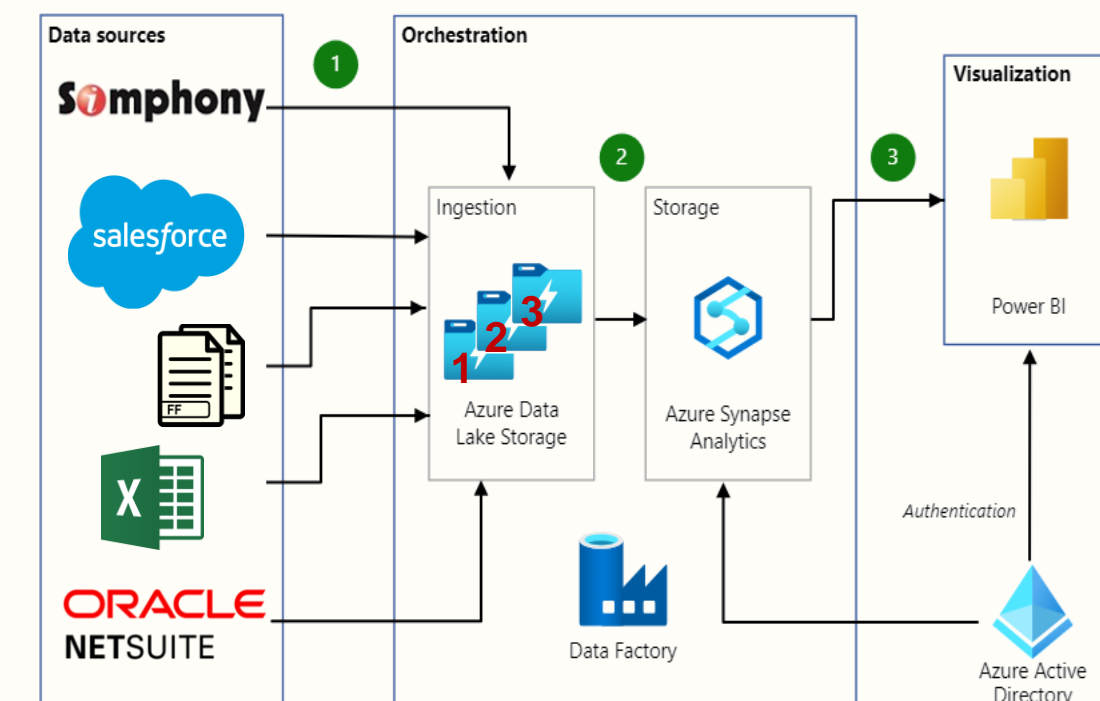 Data sources
Simphony
salesforce
FF
X
ORACLE
NETSUITE
1
Orchestration
Ingestion
1
2
3
Azure Data
Lake Storage
2
Storage
Azure Synapse
Analytics
Data Factory
3
Visualization
Power BI
Authentication
Azure Active
Directory